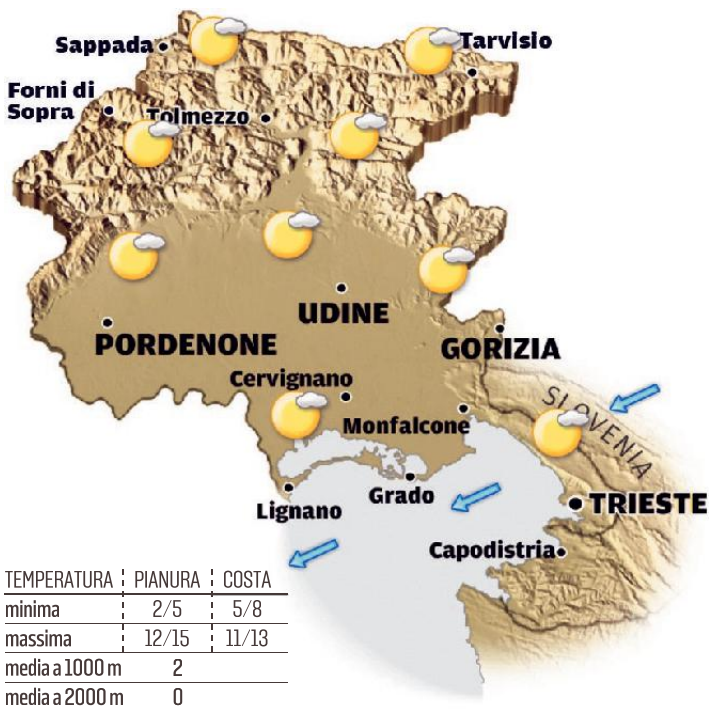 Sappada
Tarvisio
Forni di
Sopra
Tolmezzo
UDINE
PORDENONE
GORIZIA
Cervignano
SLOVENIA
Monfalcone
Grado
Lignano
TRIESTE
Capodistria
TEMPERATURA PIANURA COSTA
minima 2/5 5/8
massima 12/15 11/13
media a 1000 m 2
media a 2000 m 0